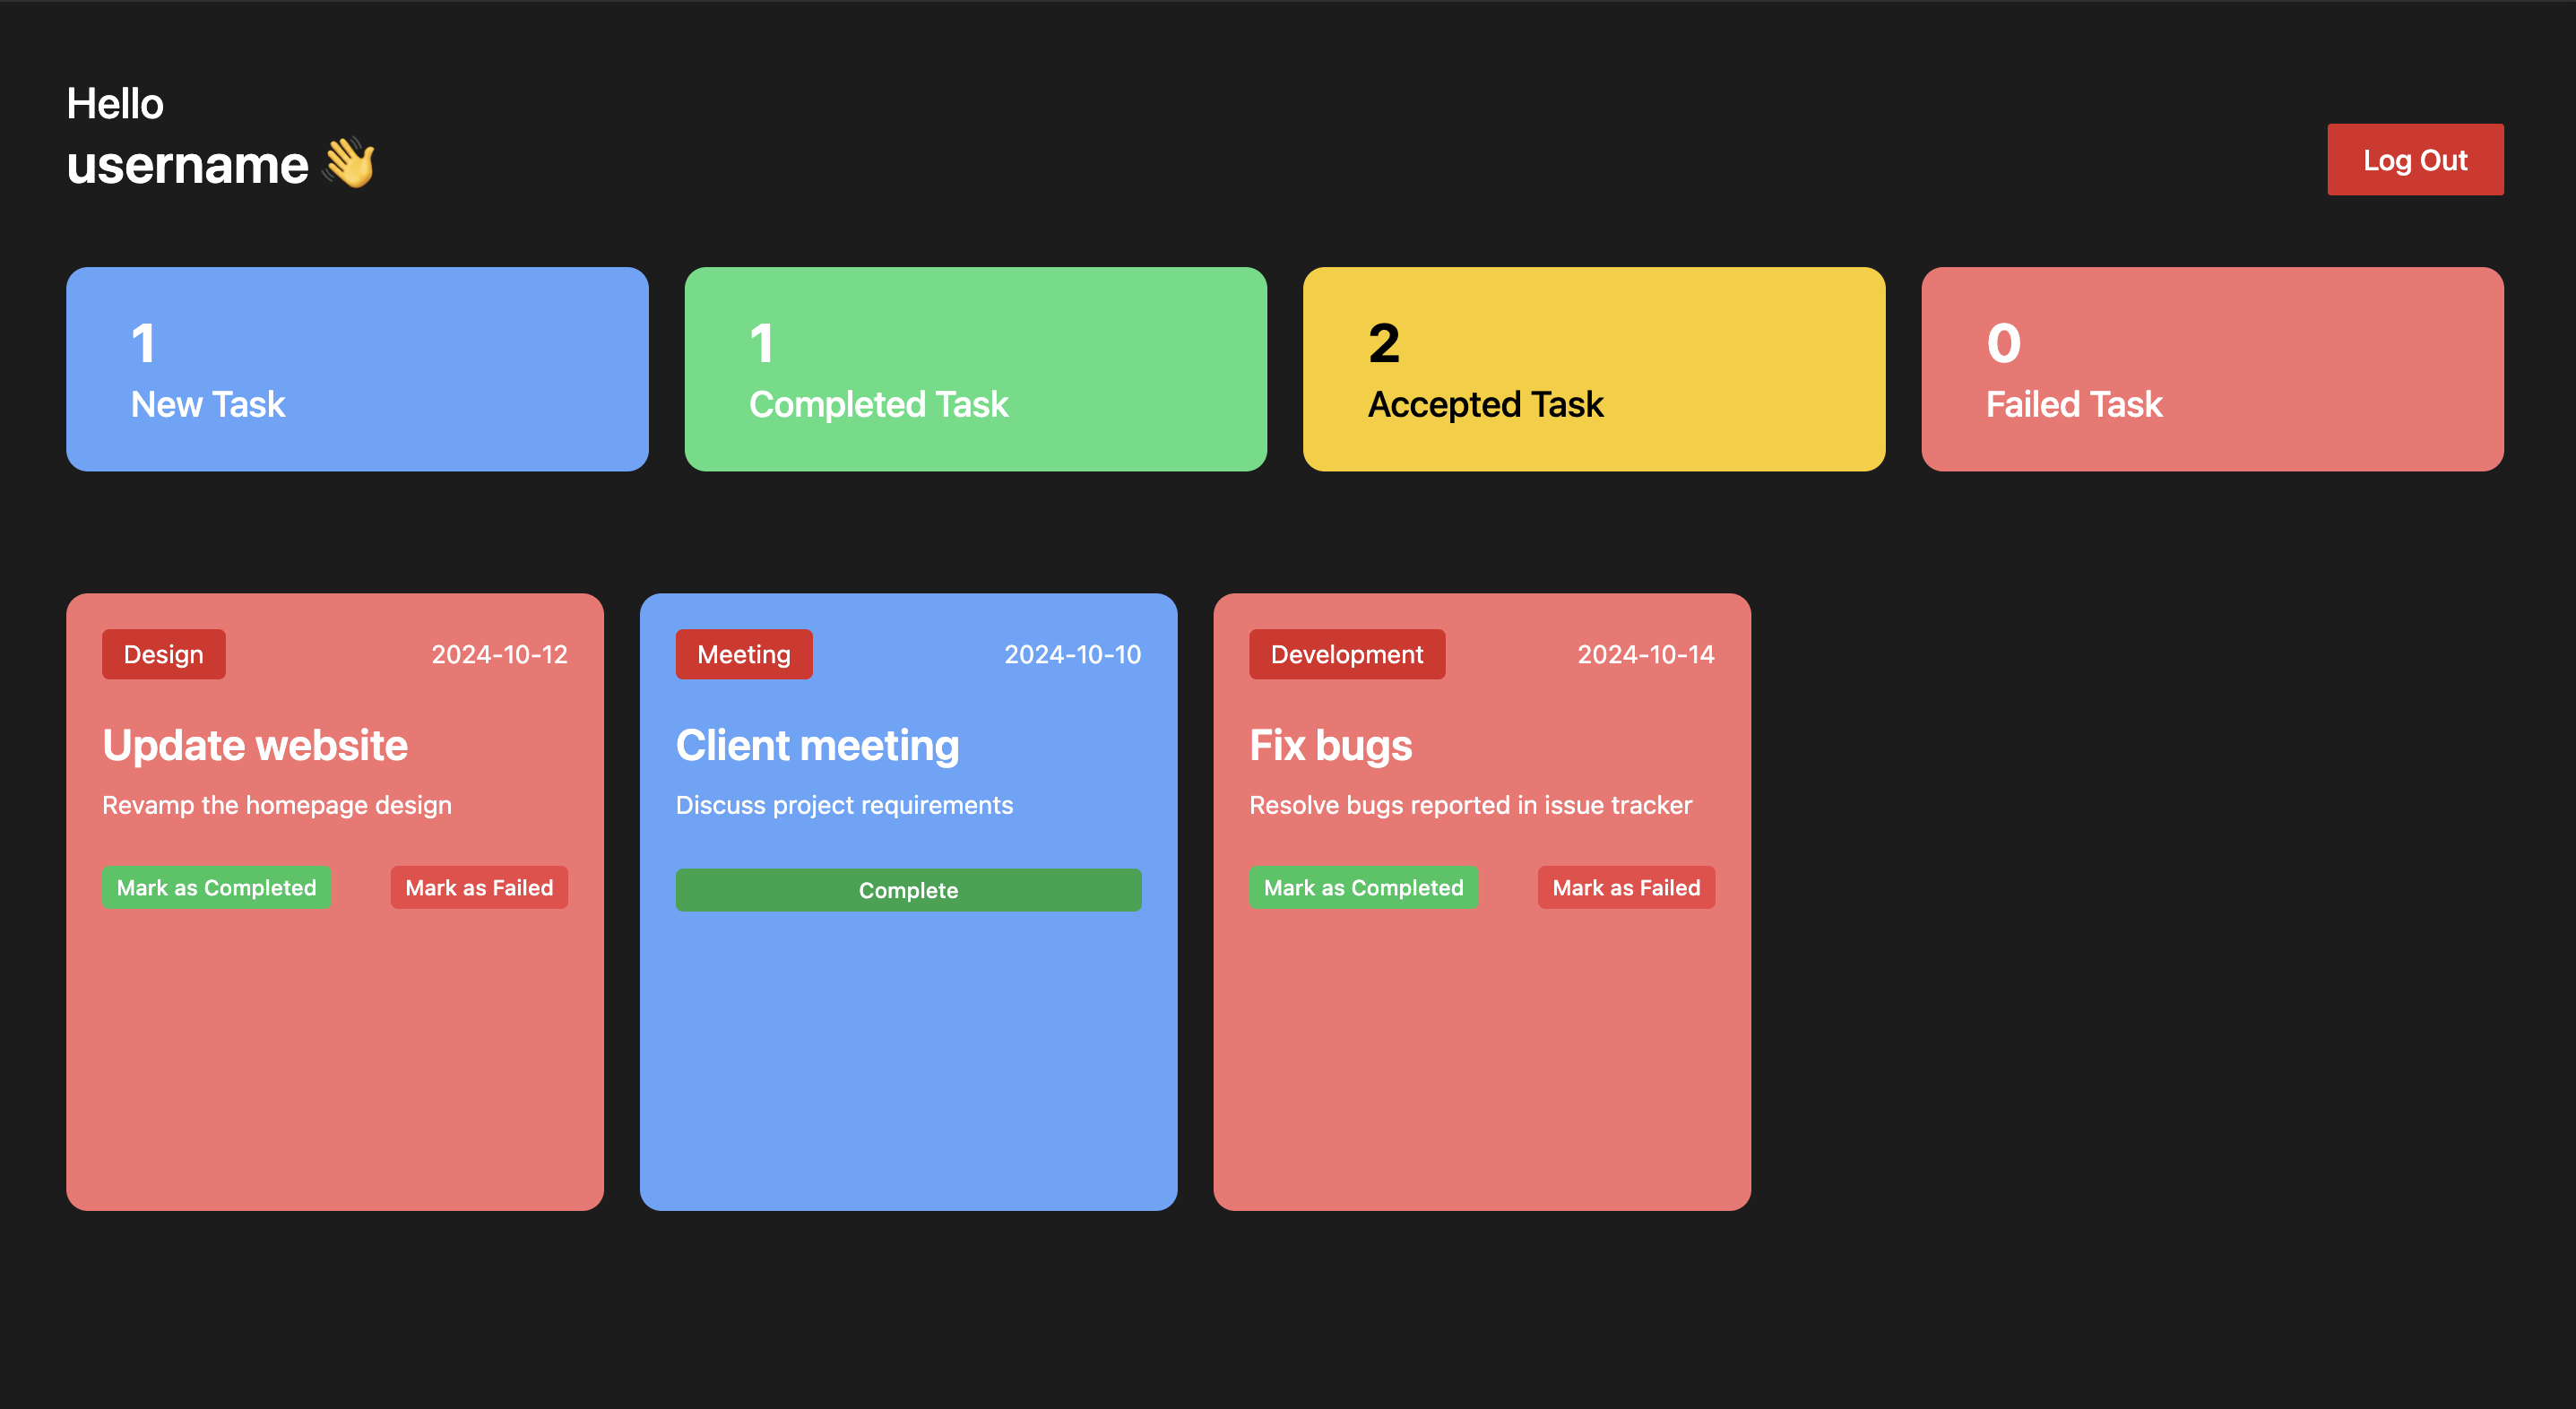 Hello
username 👋
Log Out
1
New Task
1
Completed Task
2
Accepted Task
0
Failed Task
Design
2024-10-12
Update website
Revamp the homepage design
Mark as Completed
Mark as Failed
Meeting
2024-10-10
Client meeting
Discuss project requirements
Complete
Development
2024-10-14
Fix bugs
Resolve bugs reported in issue tracker
Mark as Completed
Mark as Failed